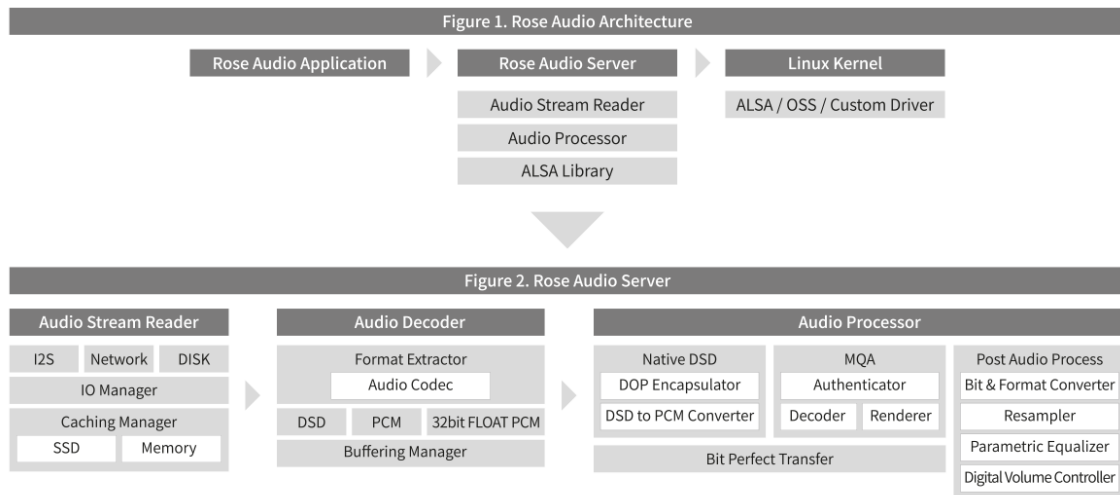 Figure 1. Rose Audio Architecture
Rose Audio Application
Rose Audio Server
Linux Kernel
Audio Stream Reader
ALSA / OSS / Custom Driver
Audio Processor
ALSA Library
Figure 2. Rose Audio Server
Audio Stream Reader
I2S
Network
DISK
IO Manager
Caching Manager
SSD
Memory
Audio Decoder
Format Extractor
Audio Codec
DSD
PCM
32bit FLOAT PCM
Buffering Manager
Audio Processor
Native DSD
DOP Encapsulator
DSD to PCM Converter
MQA
Authenticator
Decoder
Renderer
Bit Perfect Transfer
Post Audio Process
Bit & Format Converter
Resampler
Parametric Equalizer
Digital Volume Controller